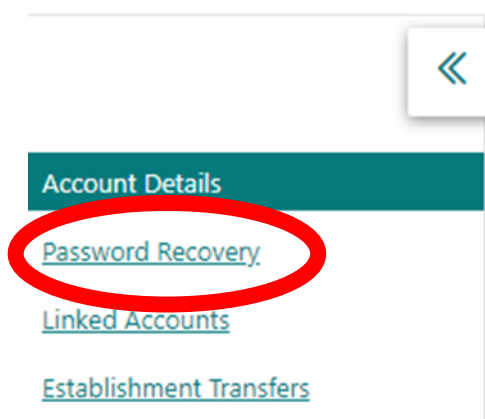 Account Details
Password Recovery
Linked Accounts
Establishment Transfers